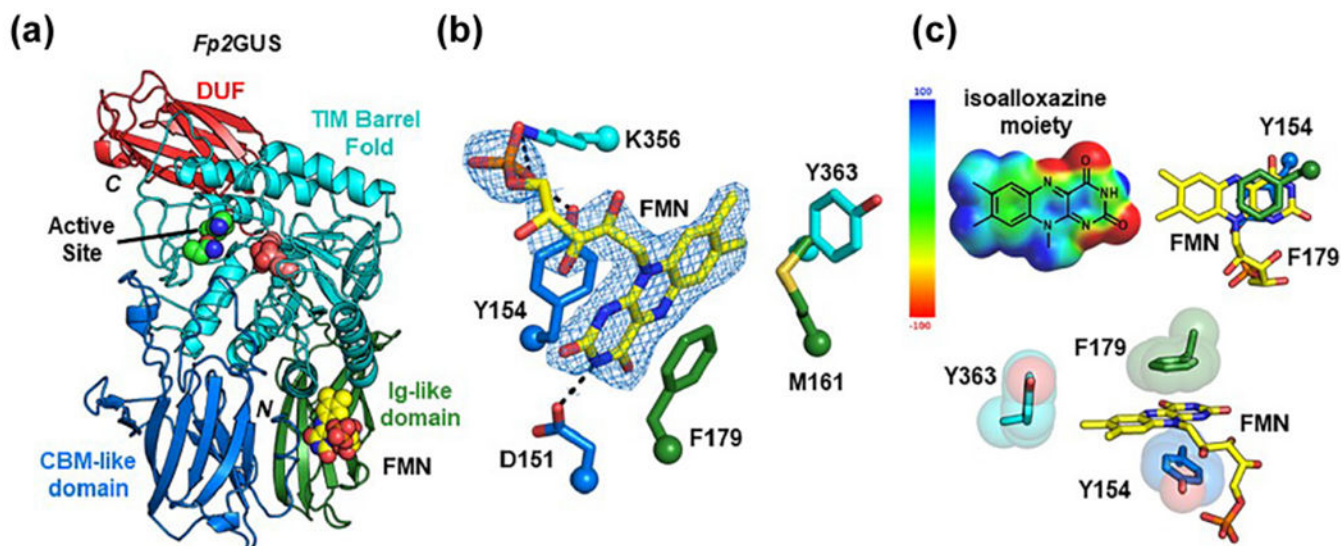 (a)
Fp2GUS
DUF
TIM Barrel
Fold
C
Active
Site
N
Ig-like
domain
CBM-like
domain
FMN
(b)
K356
FMN
Y363
Y154
M161
F179
D151
(c)
100
-100
isoalloxazine
moiety
O
N
NH
N
N
O
Y154
FMN
F179
F179
Y363
FMN
Y154